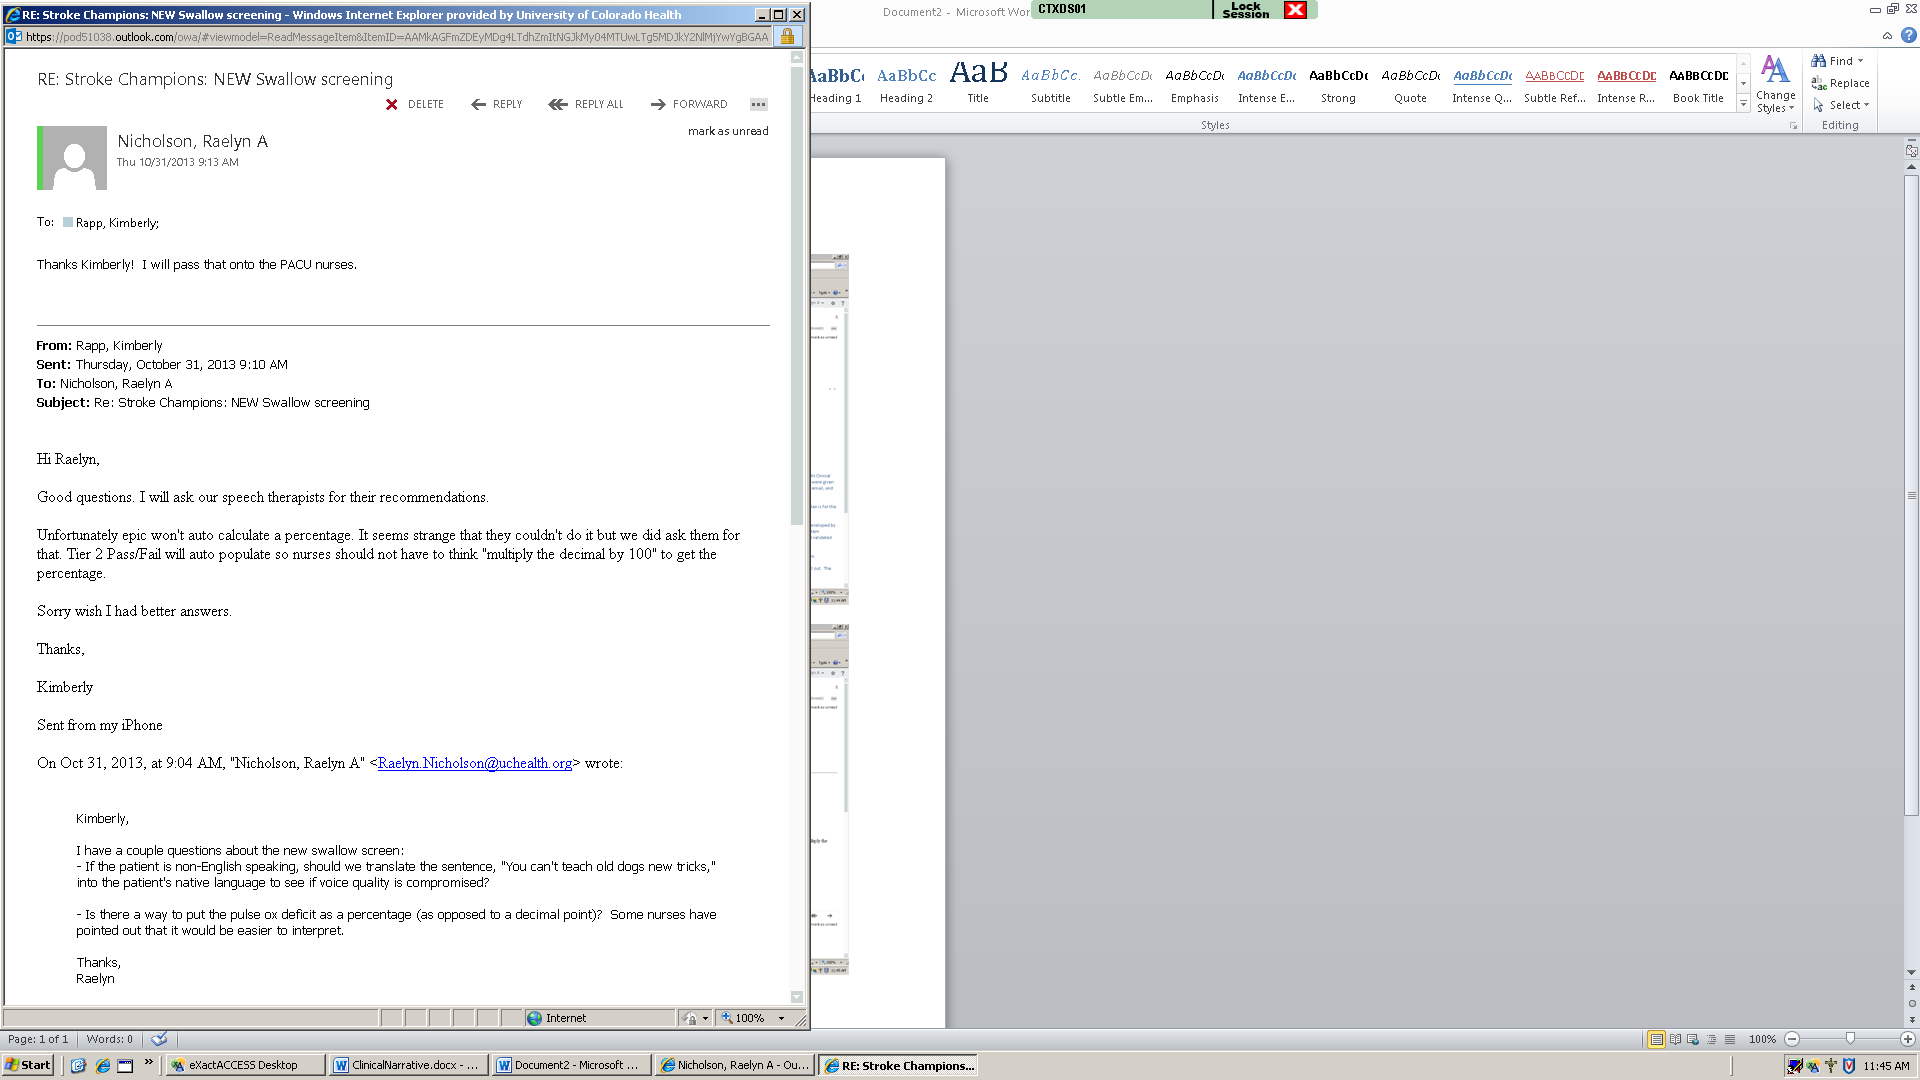 RE: Stroke Champions: NEW Swallow screening - Windows Internet Explorer provided by University of Colorado Health
Document2 - Microsoft Wor
CTXDS01
Lock Session
https://pod51038.outlook.com/owa/#viewmodel=ReadMessageItem&ItemID=
RE: Stroke Champions: NEW Swallow screening
DELETE
REPLY
REPLY ALL
FORWARD
mark as unread
Nicholson, Raelyn A
Thu 10/31/2013 9:13 AM
To: Rapp, Kimberly;
Thanks Kimberly!  I will pass that onto the PACU nurses.
From: Rapp, Kimberly
Sent: Thursday, October 31, 2013 9:10 AM
To: Nicholson, Raelyn A
Subject: Re: Stroke Champions: NEW Swallow screening
Hi Raelyn,
Good questions. I will ask our speech therapists for their recommendations.
Unfortunately epic won't auto calculate a percentage. It seems strange that they couldn't do it but we did ask them for
that. Tier 2 Pass/Fail will auto populate so nurses should not have to think "multiply the decimal by 100" to get the
percentage.
Sorry wish I had better answers.
Thanks,
Kimberly
Sent from my iPhone
On Oct 31, 2013, at 9:04 AM, "Nicholson, Raelyn A" <Raelyn.Nicholson@uchealth.org> wrote:
Kimberly,
I have a couple questions about the new swallow screen:
- If the patient is non-English speaking, should we translate the sentence, "You can't teach old dogs new tricks,"
into the patient's native language to see if voice quality is compromised?
- Is there a way to put the pulse ox deficit as a percentage (as opposed to a decimal point)?  Some nurses have
pointed out that it would be easier to interpret.
Thanks,
Raelyn
Internet
100%
AaBbCc AaBbCc AaB AaBbCc. AaBbCcDc AaBbCcDc AaBbCcDc AaBbCcDc AaBbCcDc AaBbCcDc AABBCCDE AABBCCDE AABBCCDE
Heading 1 Heading 2 Title Subtitle Subtle Em... Emphasis Intense E... Strong Quote Intense Q... Subtle Ref... Intense R... Book Title
Styles
Change Styles
Find
Replace
Select
Editing
Page: 1 of 1
Words: 0
100%
Start
eXactACCESS Desktop
ClinicalNarrative.docx - ...
Document2 - Microsoft ...
Nicholson, Raelyn A - Ou...
RE: Stroke Champions...
11:45 AM